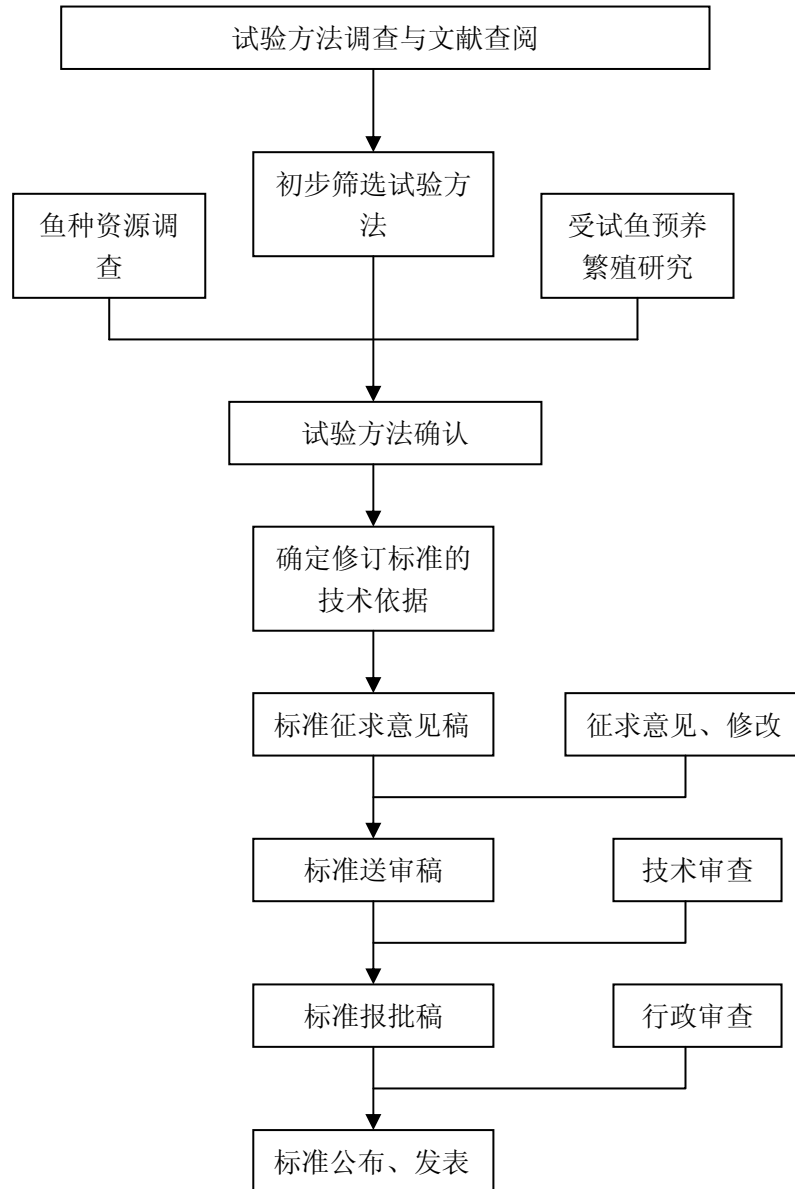 试验方法调查与文献查阅
初步筛选试验方
法
鱼种资源调
查
受试鱼预养
繁殖研究
试验方法确认
确定修订标准的
技术依据
标准征求意见稿
征求意见、修改
标准送审稿
技术审查
标准报批稿
行政审查
标准公布、发表